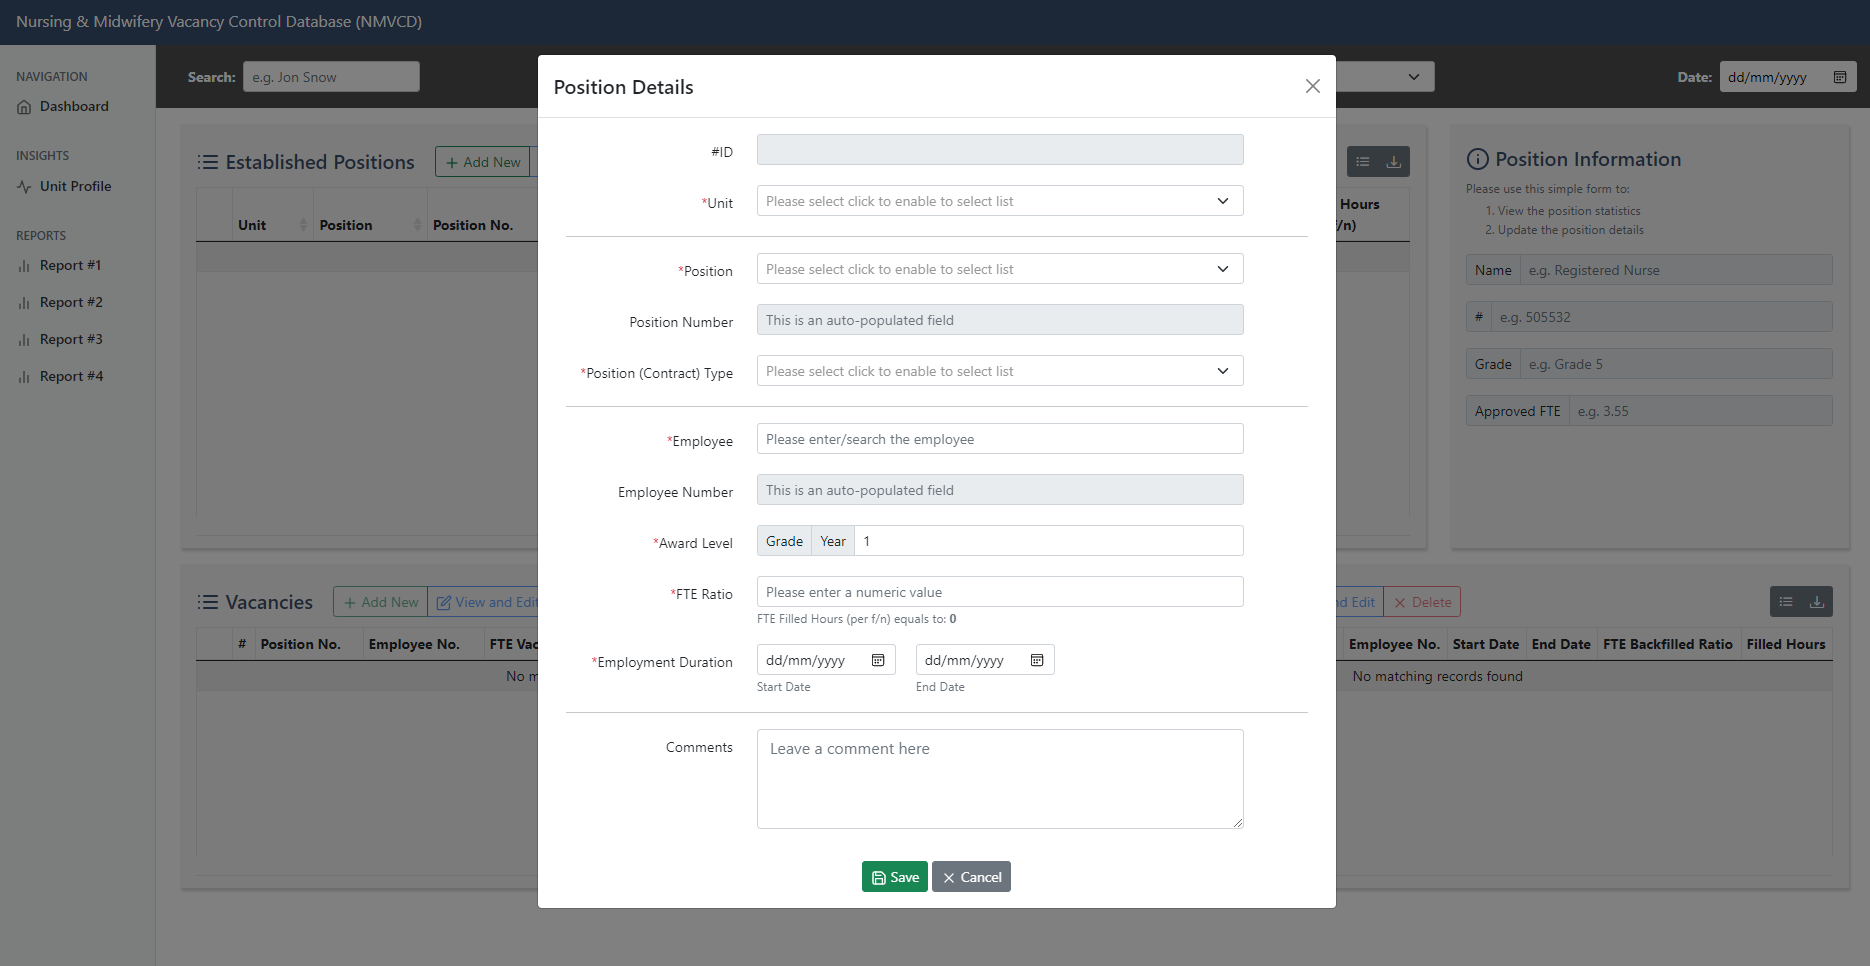 Nursing & Midwifery Vacancy Control Database (NMVCD)
NAVIGATION
Dashboard
INSIGHTS
Unit Profile
REPORTS
Report #1
Report #2
Report #3
Report #4
Search: e.g. Jon Snow
Date: dd/mm/yyyy
Established Positions
Add New
Unit Position Position No.
Hours
/n)
Position Information
Please use this simple form to:
1. View the position statistics
2. Update the position details
Name e.g. Registered Nurse
# e.g. 505532
Grade e.g. Grade 5
Approved FTE e.g. 3.55
Vacancies
Add New View and Edit
# Position No. Employee No. FTE Vac
No m
nd Edit Delete
Employee No. Start Date End Date FTE Backfilled Ratio Filled Hours
No matching records found
Position Details
#ID
*Unit Please select click to enable to select list
*Position Please select click to enable to select list
Position Number This is an auto-populated field
*Position (Contract) Type Please select click to enable to select list
*Employee Please enter/search the employee
Employee Number This is an auto-populated field
*Award Level Grade Year 1
*FTE Ratio Please enter a numeric value
FTE Filled Hours (per f/n) equals to: 0
*Employment Duration dd/mm/yyyy dd/mm/yyyy
Start Date End Date
Comments Leave a comment here
Save Cancel